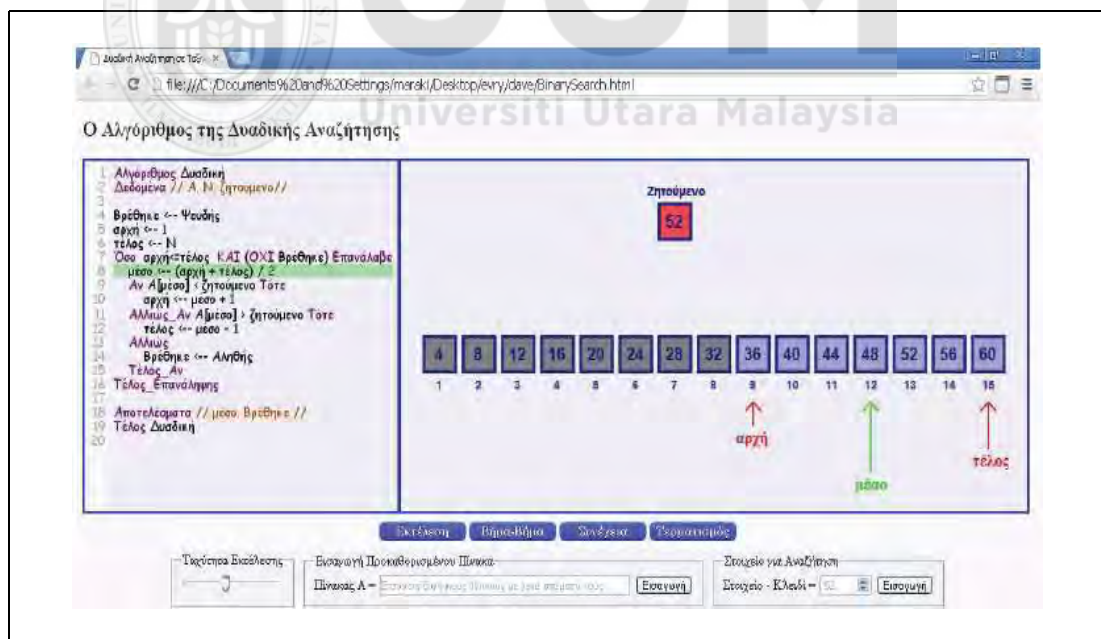 Δυαδική Αναζήτηση σε
file:///C:/Documents%20and%20Settings/maraki/Desktop/evry/dave/BinarySearch.html
Universiti Utara Malaysia
Ο Αλγόριθμος της Δυαδικής Αναζήτησης
1 Αλγόριθμος Δυαδική
2 Δεδομένα // Α, Ν, ζητούμενο//
3
4 Βρέθηκε <-- Ψευδής
5 αρχή <-- 1
6 τέλος <-- Ν
7 Όσο αρχή<=τέλος ΚΑΙ (ΟΧΙ Βρέθηκε) Επανάλαβε
8 μέσο <-- (αρχή + τέλος) / 2
9 Αν Α[μέσο] < ζητούμενο Τότε
10 αρχή <-- μέσο + 1
11 Αλλιώς_Αν Α[μέσο] > ζητούμενο Τότε
12 τέλος <-- μέσο - 1
13 Αλλιώς
14 Βρέθηκε <-- Αληθής
15 Τέλος_Αν
16 Τέλος_Επανάληψης
17
18 Αποτελέσματα // μέσο, Βρέθηκε //
19 Τέλος Δυαδική
20
Ζητούμενο
52
4 8 12 16 20 24 28 32 36 40 44 48 52 56 60
1 2 3 4 5 6 7 8 9 10 11 12 13 14 15
αρχή
τέλος
μέσο
Εκτέλεση Βήμα-Βήμα Συνέχεια Τερματισμός
Ταχύτητα Εκτέλεσης
Εισαγωγή Προκαθορισμένου Πίνακα
Πίνακας Α = Εισαγωγή
Στοιχείο για Αναζήτηση
Στοιχείο - Κλειδί = 52 Εισαγωγή